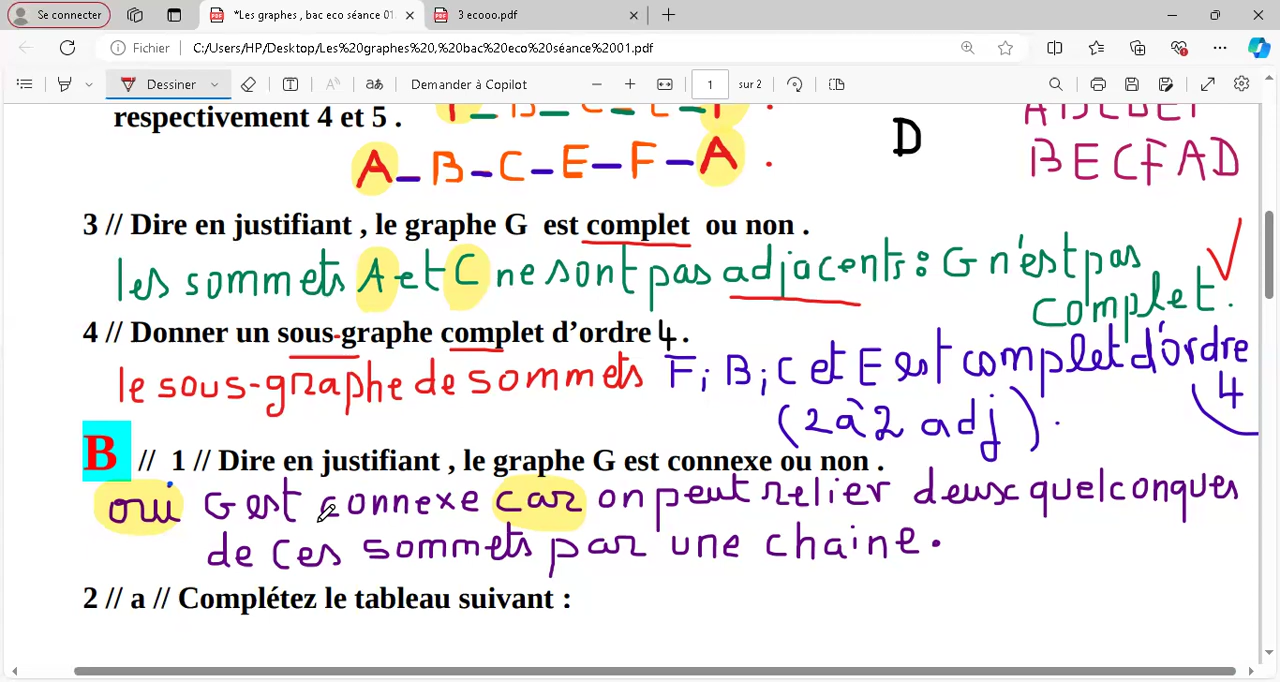 Se connecter
*Les graphes , bac eco séance 01.
3 ecooo.pdf
Fichier
C:/Users/HP/Desktop/Les%20graphes%20,%20bac%20eco%20séance%2001.pdf
Dessiner
Demander à Copilot
1
sur 2
respectivement 4 et 5 .
A - B - C - E - F - A .
D
BECFAD
3 // Dire en justifiant , le graphe G est complet ou non .
les sommets A et C ne sont pas adjacents : G n'est pas
complet.
4 // Donner un sous-graphe complet d'ordre 4 .
le sous-graphe de sommets F ; B ; C et E est complet d'ordre
4
(2 à 2 adj) .
B // 1 // Dire en justifiant , le graphe G est connexe ou non .
oui G est connexe car on peut relier deux quelconques
de ces sommets par une chaine .
2 // a // Complétez le tableau suivant :